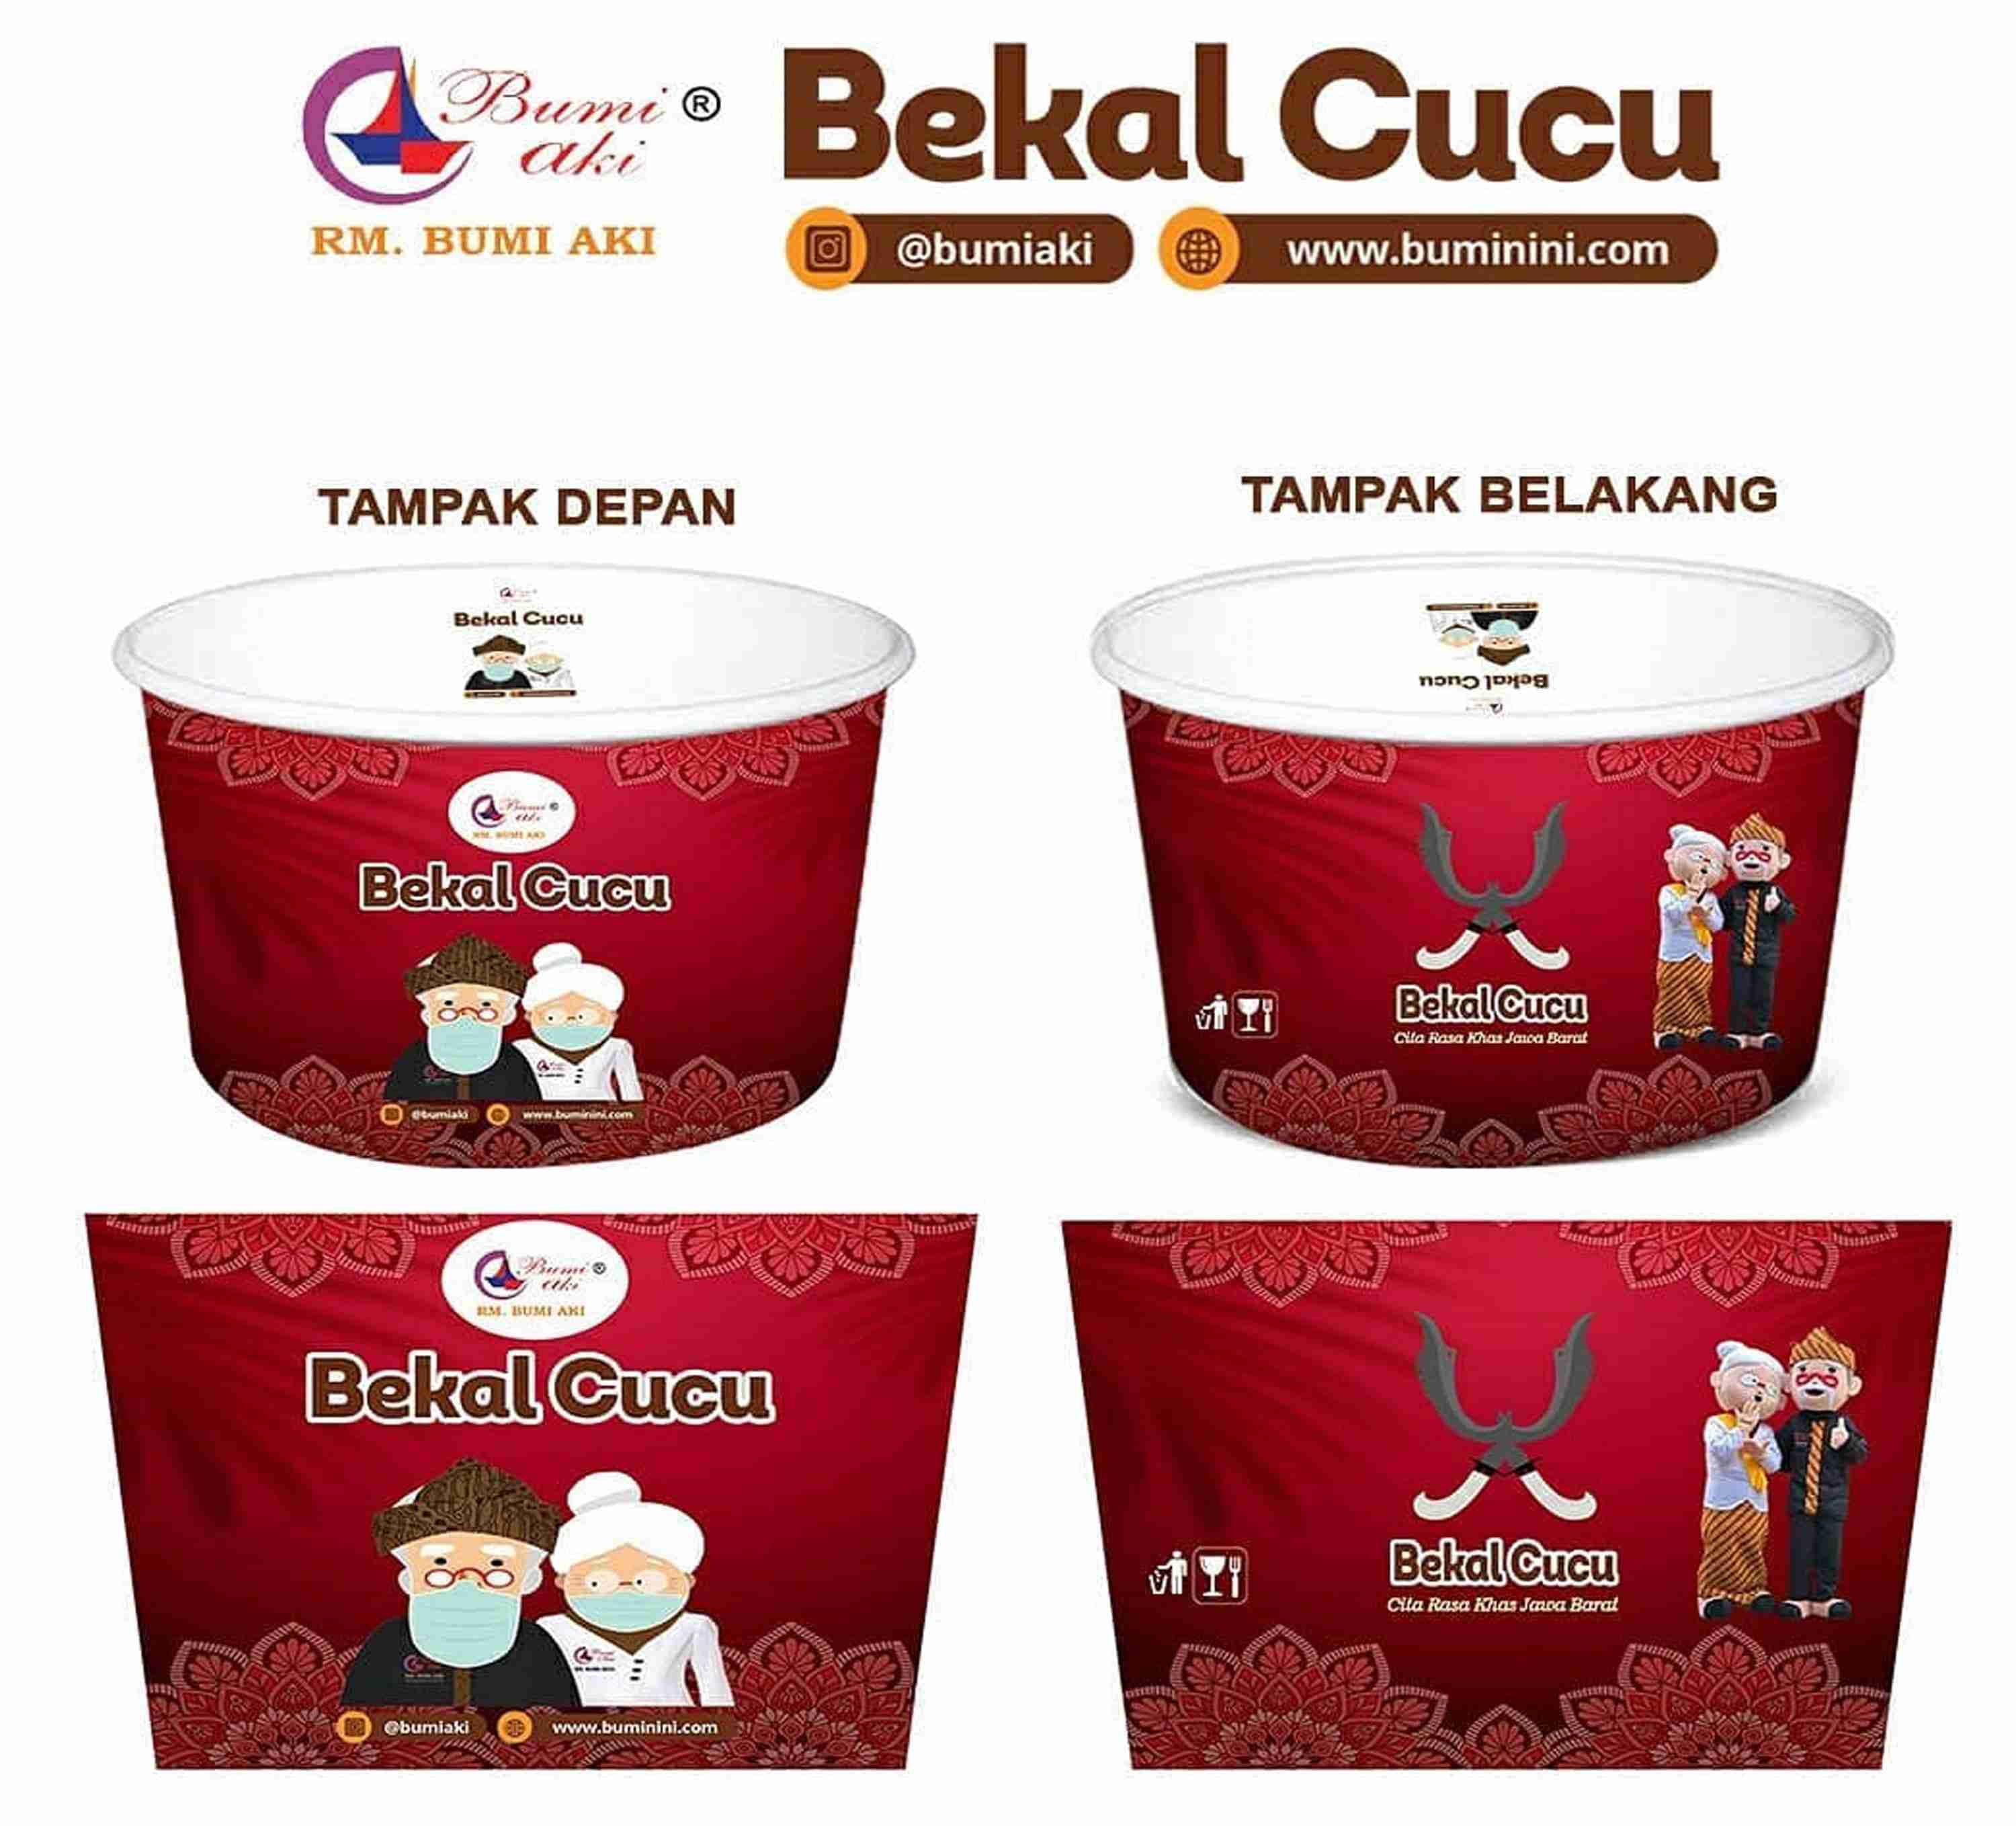 Bumi ®
aki
RM. BUMI AKI
Bekal Cucu
@bumiaki
www.buminini.com
TAMPAK DEPAN
TAMPAK BELAKANG
Bekal Cucu
Bekal Cucu
Bumi ®
aki
RM. BUMI AKI
Bekal Cucu
@bumiaki
www.buminini.com
Bekal Cucu
Cita Rasa Khas Jawa Barat
Bumi ®
aki
RM. BUMI AKI
Bekal Cucu
@bumiaki
www.buminini.com
Bekal Cucu
Cita Rasa Khas Jawa Barat